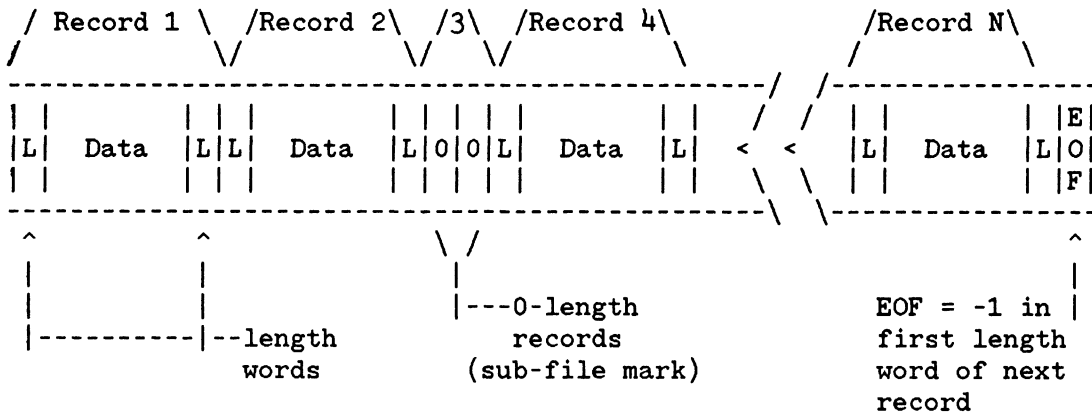 / Record 1 \ /Record 2\ /3\ /Record 4\ /Record N\
|L| Data |L|L| Data |L|0|0|L| Data |L| < < |L| Data |L|E|
|O|
|F|
^ ^ \ / ^
|---0-length
records
(sub-file mark)
|----------|--length
words
EOF = -1 in |
first length
word of next
record